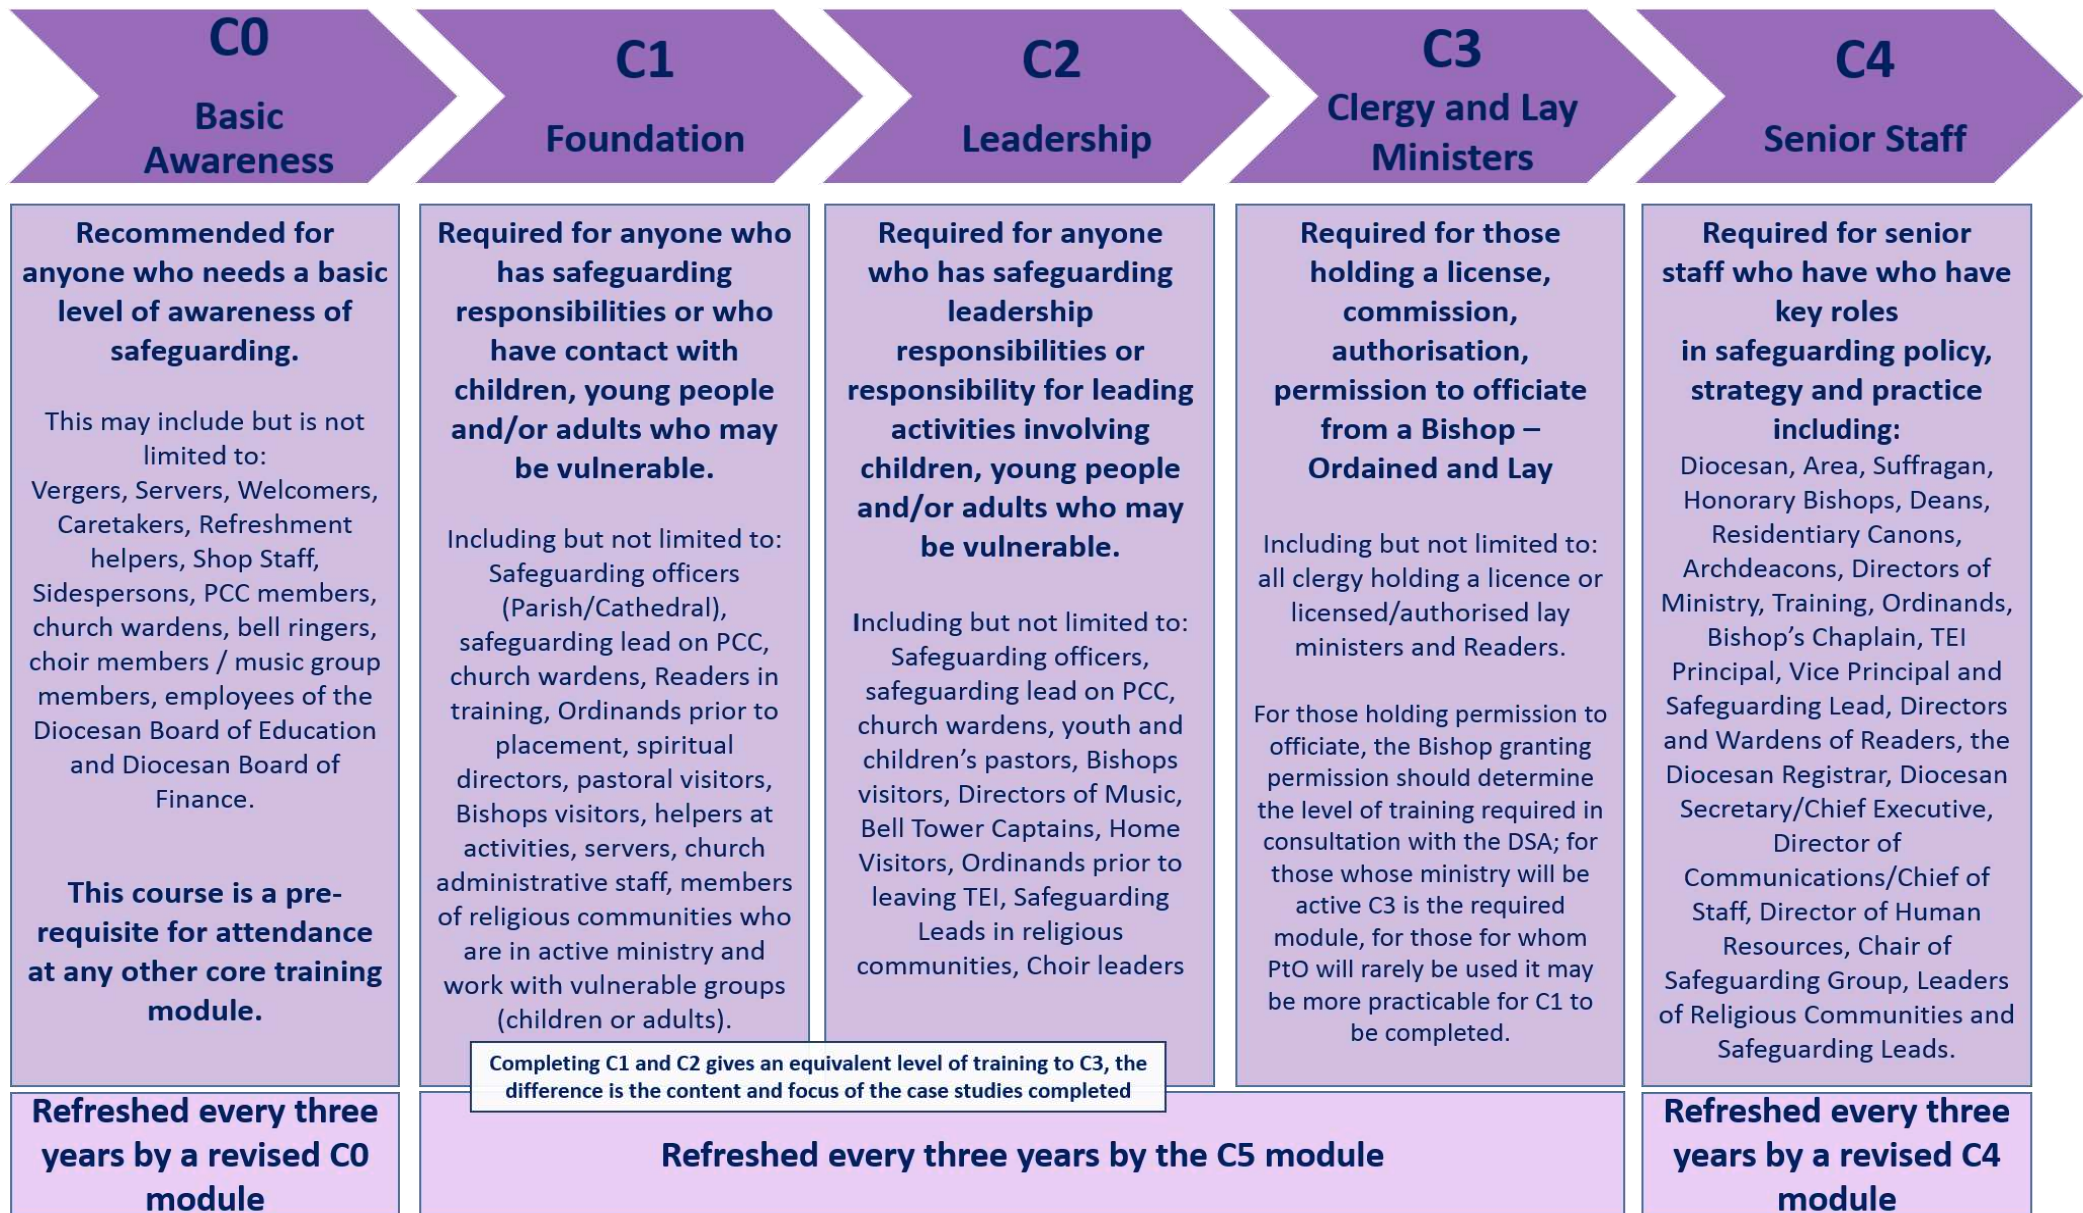 C0
Basic
Awareness
C1
Foundation
C2
Leadership
C3
Clergy and Lay
Ministers
C4
Senior Staff
Recommended for
anyone who needs a basic
level of awareness of
safeguarding.
This may include but is not
limited to:
Vergers, Servers, Welcomers,
Caretakers, Refreshment
helpers, Shop Staff,
Sidespersons, PCC members,
church wardens, bell ringers,
choir members / music group
members, employees of the
Diocesan Board of Education
and Diocesan Board of
Finance.
This course is a pre-
requisite for attendance
at any other core training
module.
Required for anyone who
has safeguarding
responsibilities or who
have contact with
children, young people
and/or adults who may
be vulnerable.
Including but not limited to:
Safeguarding officers
(Parish/Cathedral),
safeguarding lead on PCC,
church wardens, Readers in
training, Ordinands prior to
placement, spiritual
directors, pastoral visitors,
Bishops visitors, helpers at
activities, servers, church
administrative staff, members
of religious communities who
are in active ministry and
work with vulnerable groups
(children or adults).
Required for anyone
who has safeguarding
leadership
responsibilities or
responsibility for leading
activities involving
children, young people
and/or adults who may
be vulnerable.
Including but not limited to:
Safeguarding officers,
safeguarding lead on PCC,
church wardens, youth and
children's pastors, Bishops
visitors, Directors of Music,
Bell Tower Captains, Home
Visitors, Ordinands prior to
leaving TEI, Safeguarding
Leads in religious
communities, Choir leaders
Required for those
holding a license,
commission,
authorisation,
permission to officiate
from a Bishop –
Ordained and Lay
Including but not limited to:
all clergy holding a licence or
licensed/authorised lay
ministers and Readers.
For those holding permission to
officiate, the Bishop granting
permission should determine
the level of training required in
consultation with the DSA; for
those whose ministry will be
active C3 is the required
module, for those for whom
PtO will rarely be used it may
be more practicable for C1 to
be completed.
Required for senior
staff who have who have
key roles
in safeguarding policy,
strategy and practice
including:
Diocesan, Area, Suffragan,
Honorary Bishops, Deans,
Residentiary Canons,
Archdeacons, Directors of
Ministry, Training, Ordinands,
Bishop's Chaplain, TEI
Principal, Vice Principal and
Safeguarding Lead, Directors
and Wardens of Readers, the
Diocesan Registrar, Diocesan
Secretary/Chief Executive,
Director of
Communications/Chief of
Staff, Director of Human
Resources, Chair of
Safeguarding Group, Leaders
of Religious Communities and
Safeguarding Leads.
Completing C1 and C2 gives an equivalent level of training to C3, the
difference is the content and focus of the case studies completed
Refreshed every three
years by a revised C0
module
Refreshed every three years by the C5 module
Refreshed every three
years by a revised C4
module